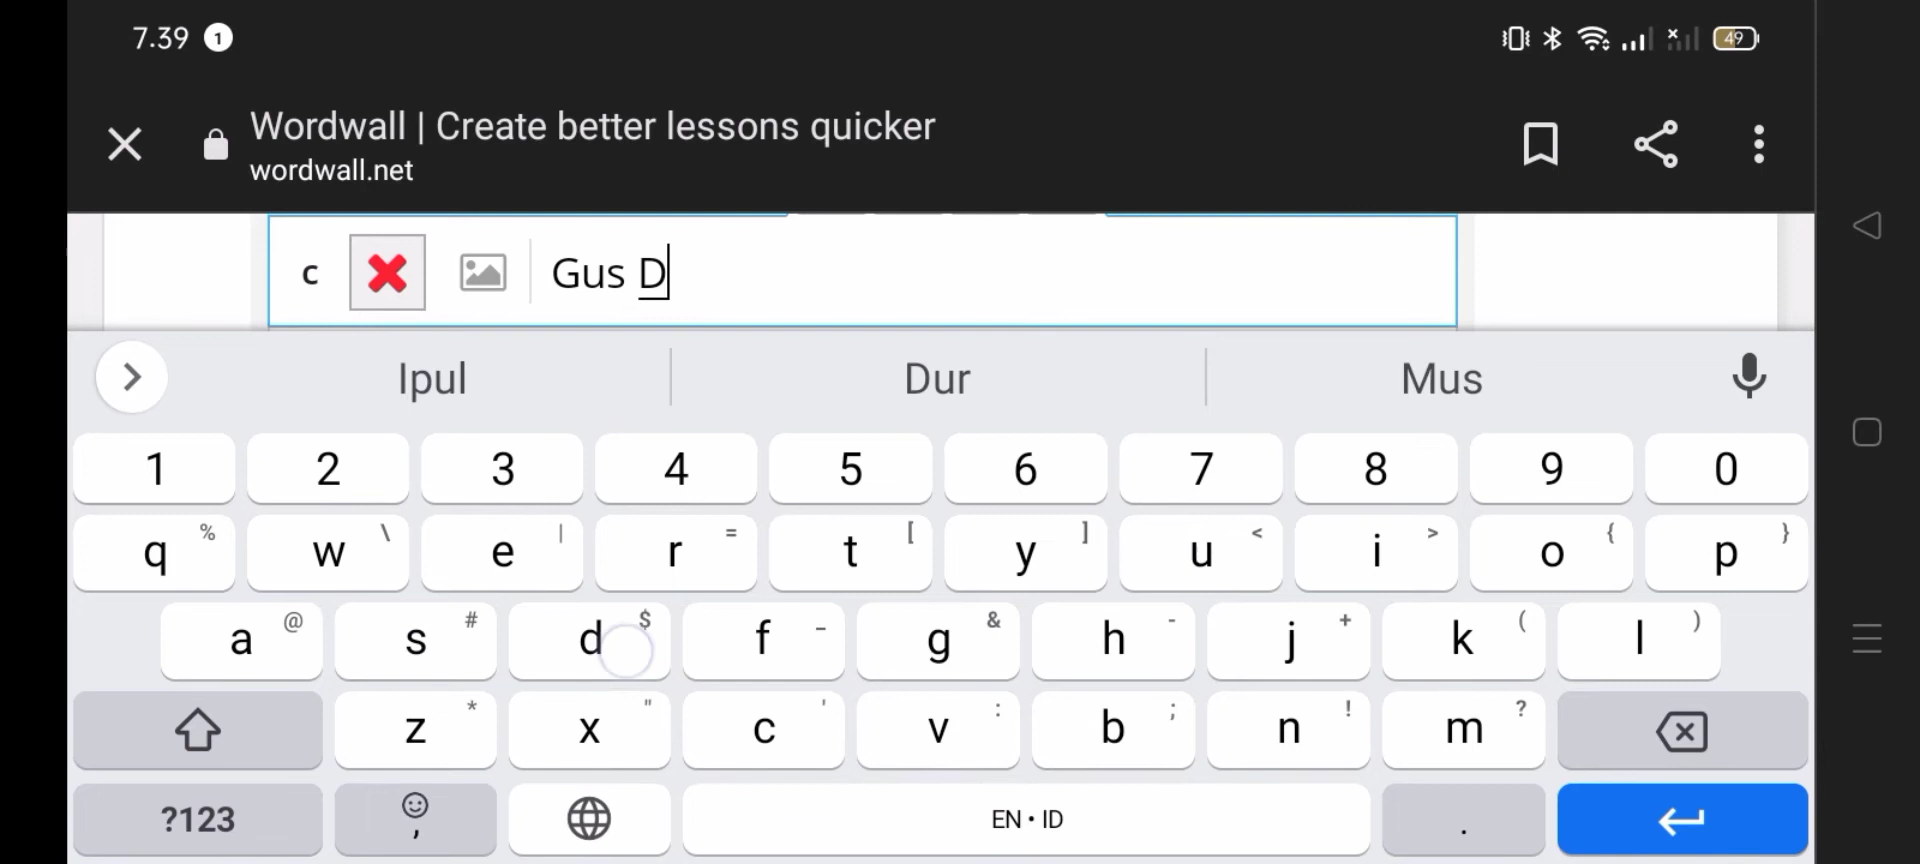 7.39 1 49
Wordwall | Create better lessons quicker
wordwall.net
c Gus D
Ipul Dur Mus
1 2 3 4 5 6 7 8 9 0
q % w \ e | r = t [ y ] u < i > o { p }
a @ s # d $ f _ g & h - j + k ( l )
z * x " c ' v : b ; n ! m ?
?123 , EN • ID .